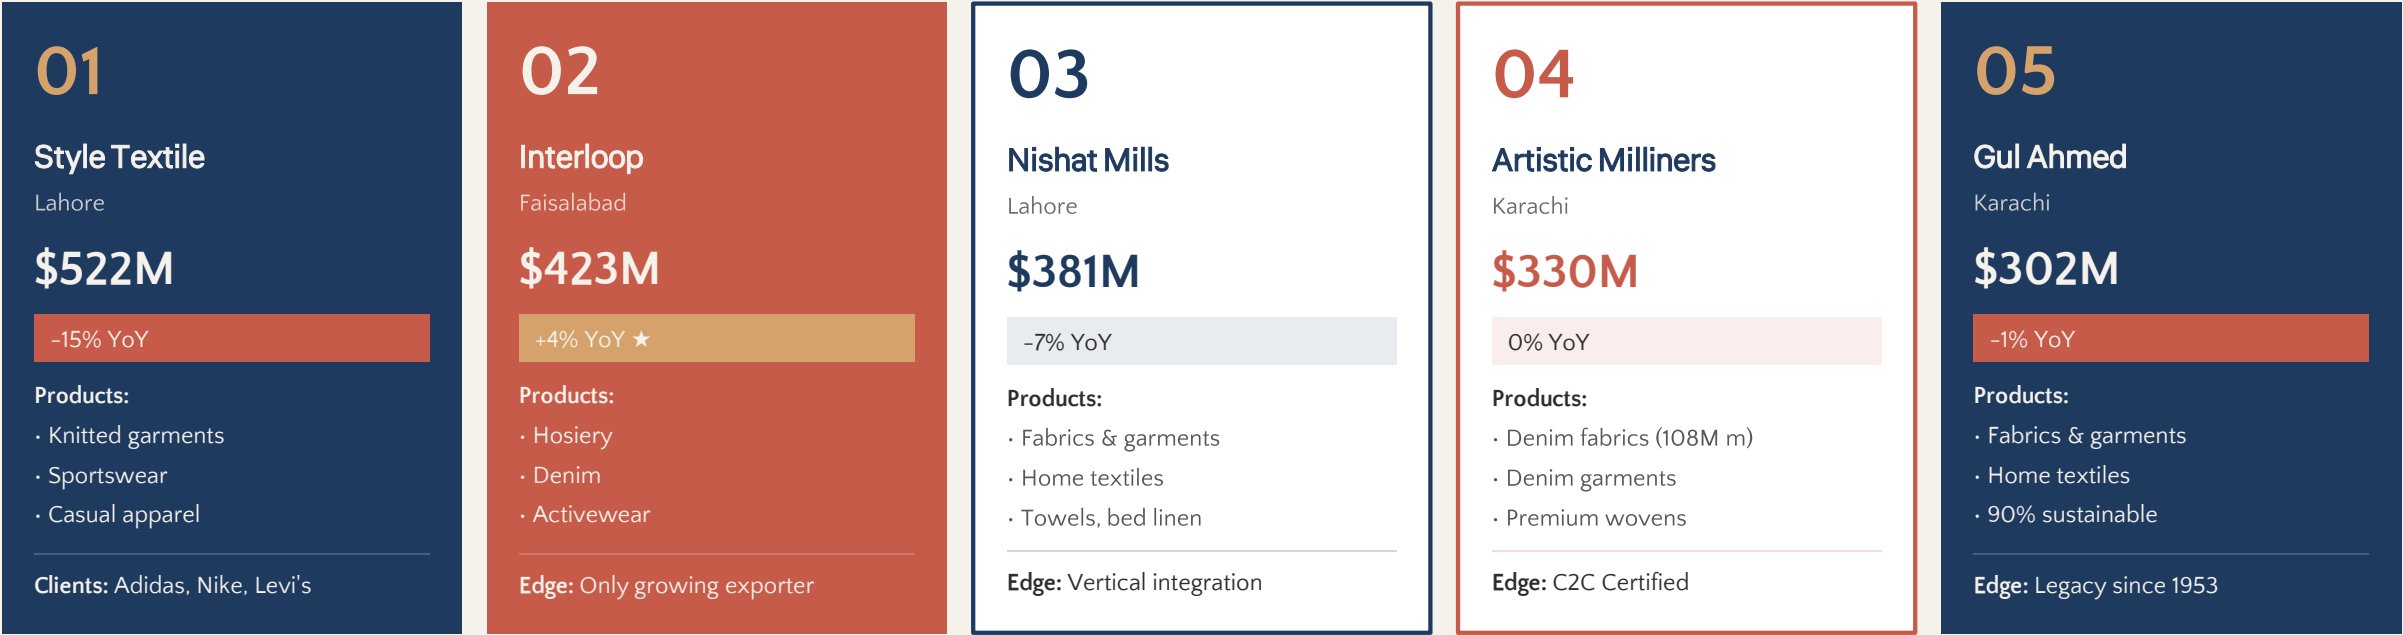 01
Style Textile
Lahore
$522M
-15% YoY
Products:
· Knitted garments
· Sportswear
· Casual apparel
Clients: Adidas, Nike, Levi's
02
Interloop
Faisalabad
$423M
+4% YoY ★
Products:
· Hosiery
· Denim
· Activewear
Edge: Only growing exporter
03
Nishat Mills
Lahore
$381M
-7% YoY
Products:
· Fabrics & garments
· Home textiles
· Towels, bed linen
Edge: Vertical integration
04
Artistic Milliners
Karachi
$330M
0% YoY
Products:
· Denim fabrics (108M m)
· Denim garments
· Premium wovens
Edge: C2C Certified
05
Gul Ahmed
Karachi
$302M
-1% YoY
Products:
· Fabrics & garments
· Home textiles
· 90% sustainable
Edge: Legacy since 1953